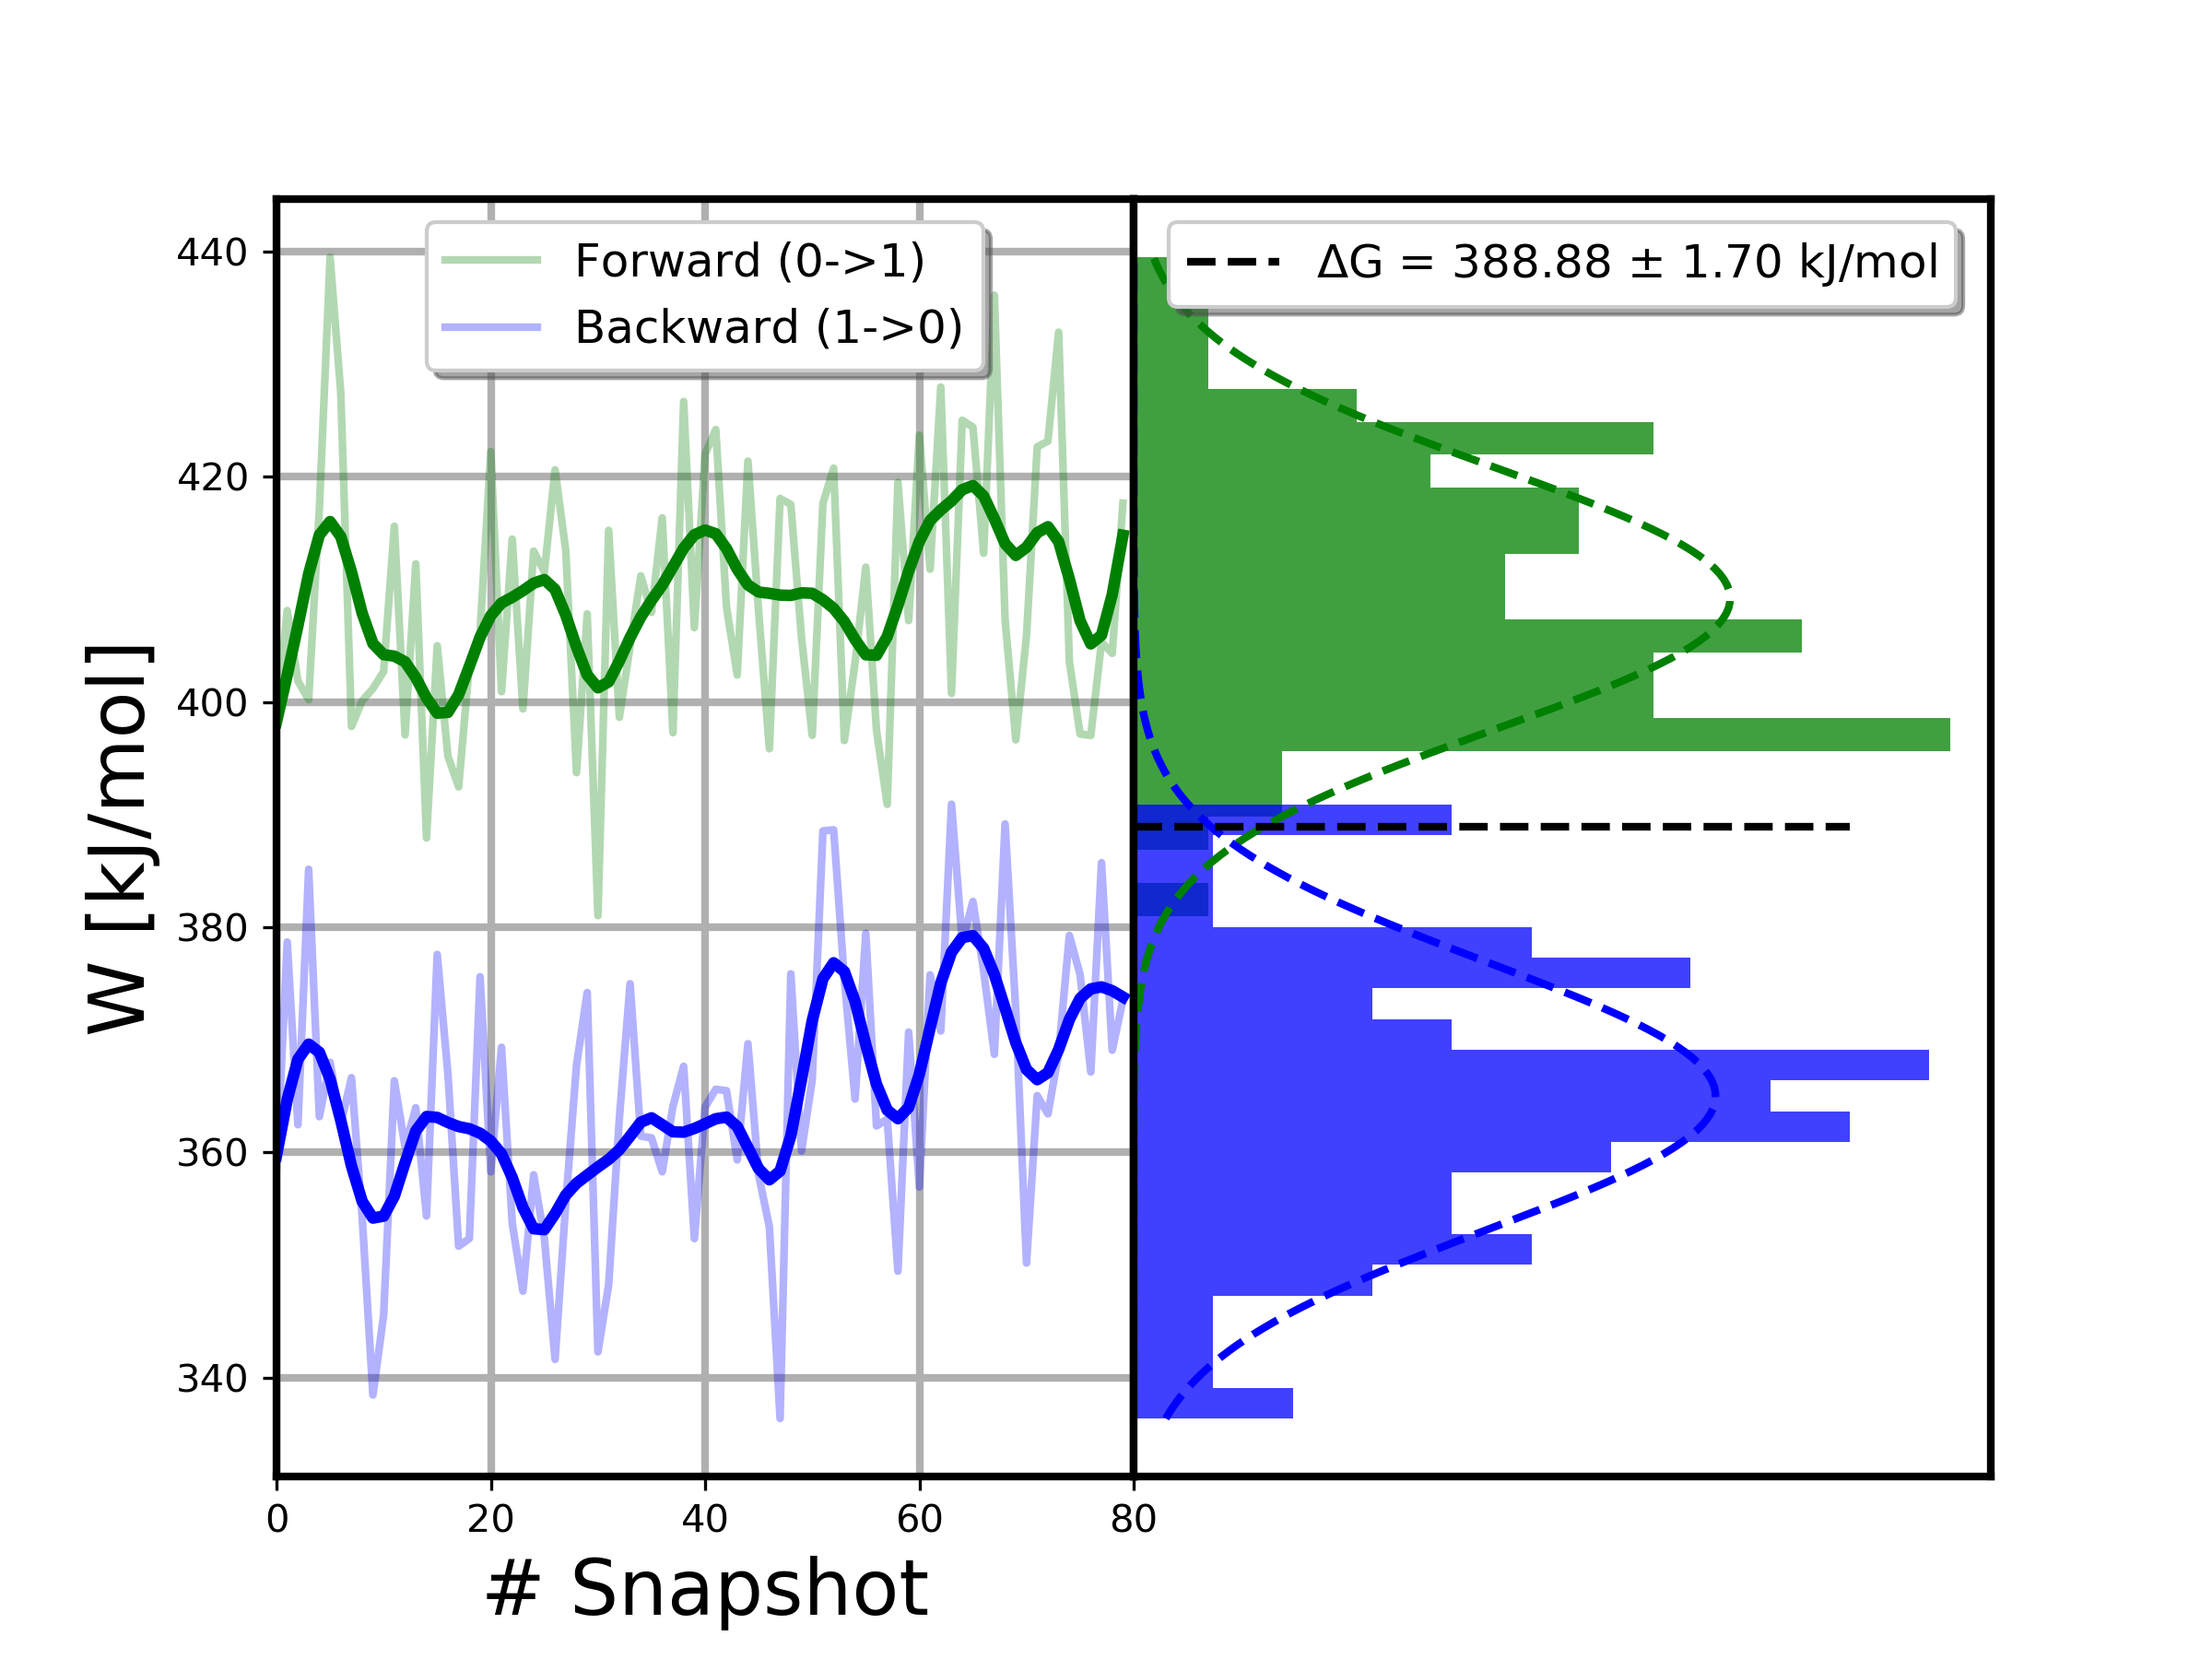 Forward (0->1)
Backward (1->0)
ΔG = 388.88 ± 1.70 kJ/mol
W [kJ/mol]
440
420
400
380
360
340
0
20
40
60
80
# Snapshot